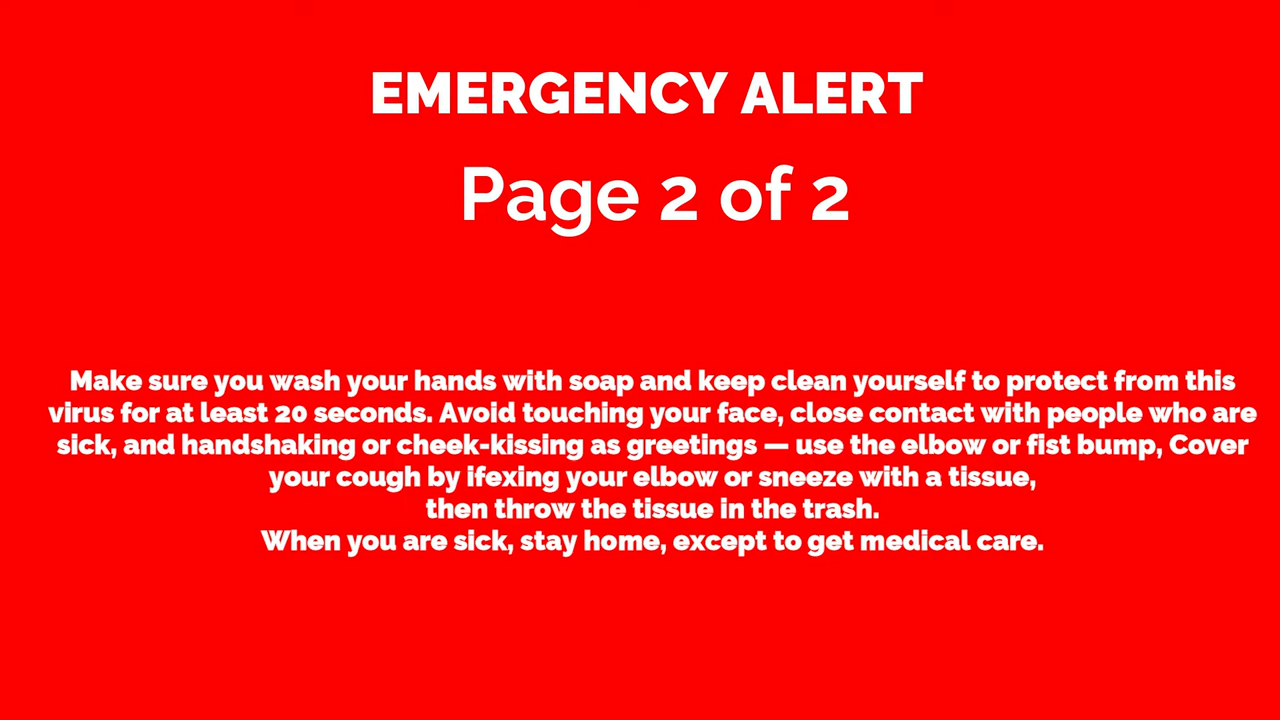 EMERGENCY ALERT
Page 2 of 2
Make sure you wash your hands with soap and keep clean yourself to protect from this
virus for at least 20 seconds. Avoid touching your face, close contact with people who are
sick, and handshaking or cheek-kissing as greetings — use the elbow or fist bump, Cover
your cough by ifexing your elbow or sneeze with a tissue,
then throw the tissue in the trash.
When you are sick, stay home, except to get medical care.